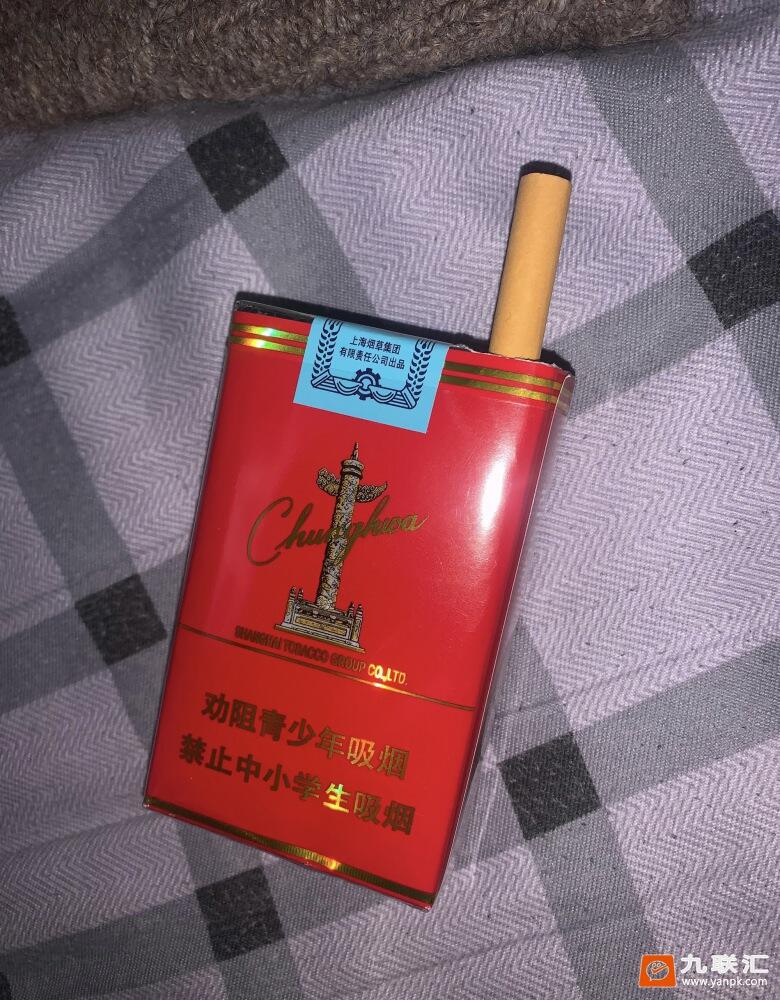 上海烟草集团
有限责任公司出品
Chunghwa
SHANGHAI TOBACCO GROUP CO.,LTD.
劝阻青少年吸烟
禁止中小学生吸烟
九联汇
www.yanpk.com